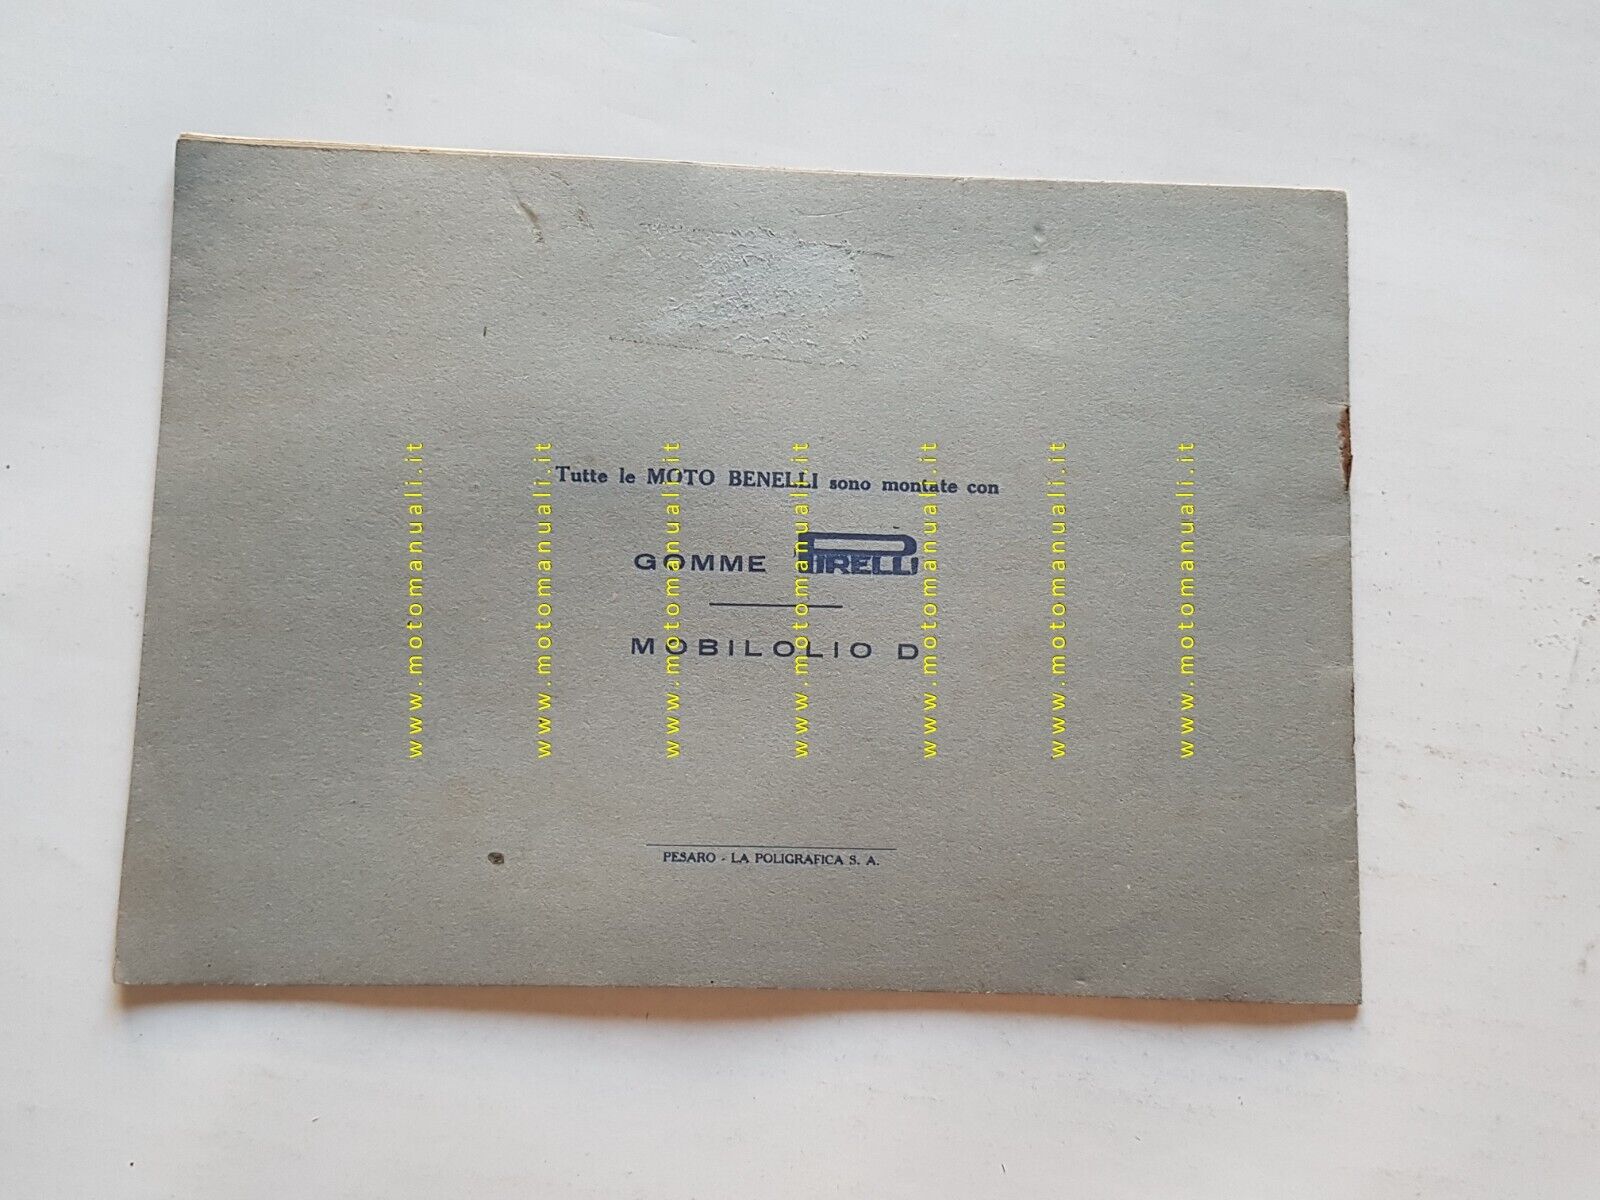 Tutte le MOTO BENELLI sono montate con
GOMME PIRELLI
MOBILOLIO D
PESARO - LA POLIGRAFICA S. A.
www.motomanuali.it
www.motomanuali.it
www.motomanuali.it
www.motomanuali.it
www.motomanuali.it
www.motomanuali.it
www.motomanuali.it